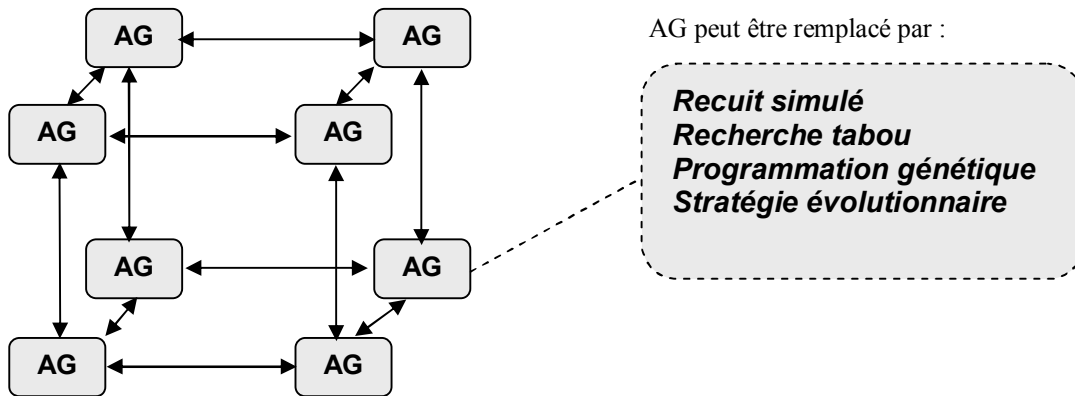 AG
AG
AG peut être remplacé par :
AG
AG
Recuit simulé
Recherche tabou
Programmation génétique
Stratégie évolutionnaire
AG
AG
AG
AG